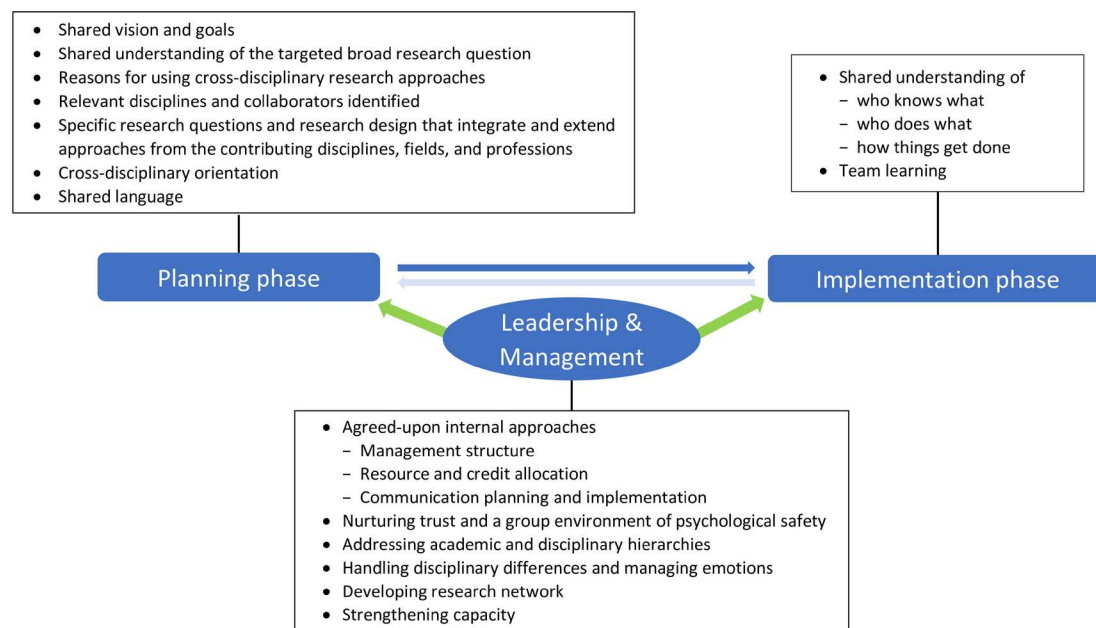 • Shared vision and goals
• Shared understanding of the targeted broad research question
• Reasons for using cross-disciplinary research approaches
• Relevant disciplines and collaborators identified
• Specific research questions and research design that integrate and extend
approaches from the contributing disciplines, fields, and professions
• Cross-disciplinary orientation
• Shared language
• Shared understanding of
– who knows what
– who does what
– how things get done
• Team learning
Planning phase
Implementation phase
Leadership &
Management
• Agreed-upon internal approaches
– Management structure
– Resource and credit allocation
– Communication planning and implementation
• Nurturing trust and a group environment of psychological safety
• Addressing academic and disciplinary hierarchies
• Handling disciplinary differences and managing emotions
• Developing research network
• Strengthening capacity